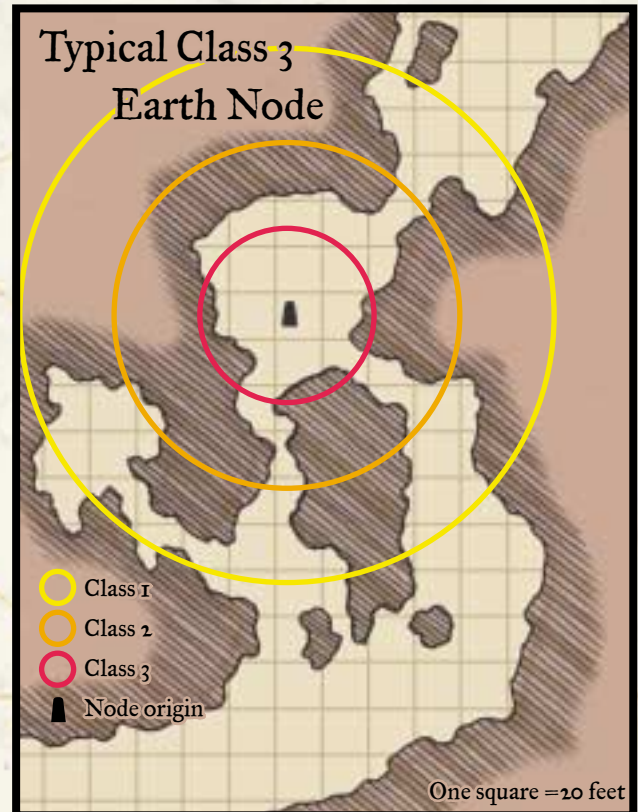 Typical Class 3
Earth Node
Class 1
Class 2
Class 3
Node origin
One square =20 feet